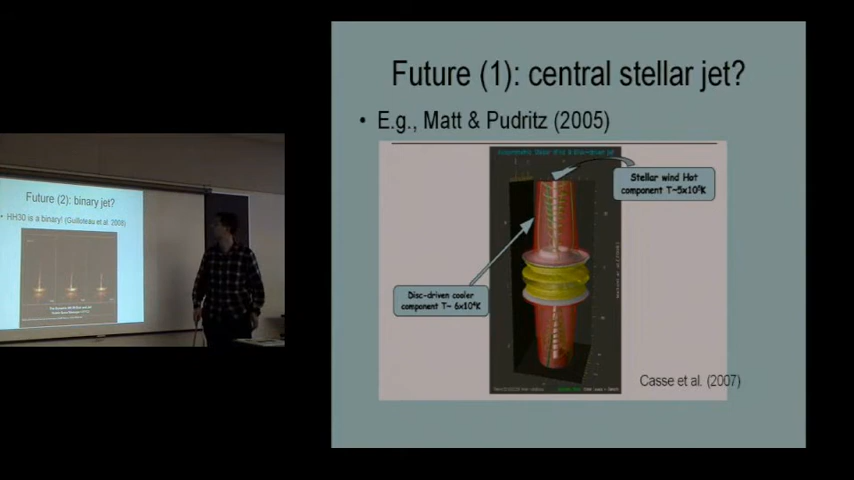 Future (1): central stellar jet?
• E.g., Matt & Pudritz (2005)
Stellar wind Hot
component T~5x10⁶K
Disc-driven cooler
component T~ 6x10⁴K
Casse et al. (2007)
Future (2): binary jet?
• HH30 is a binary! (Guilloteau et al. 2008)